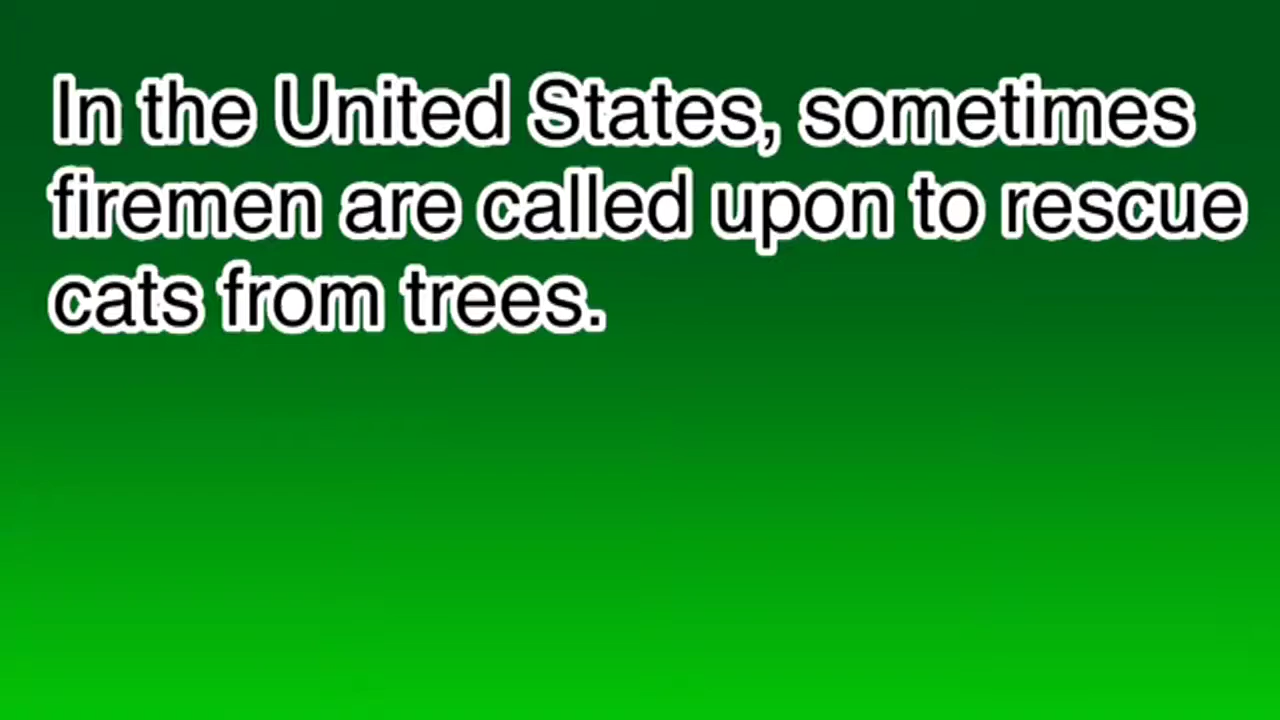 In the United States, sometimes
firemen are called upon to rescue
cats from trees.